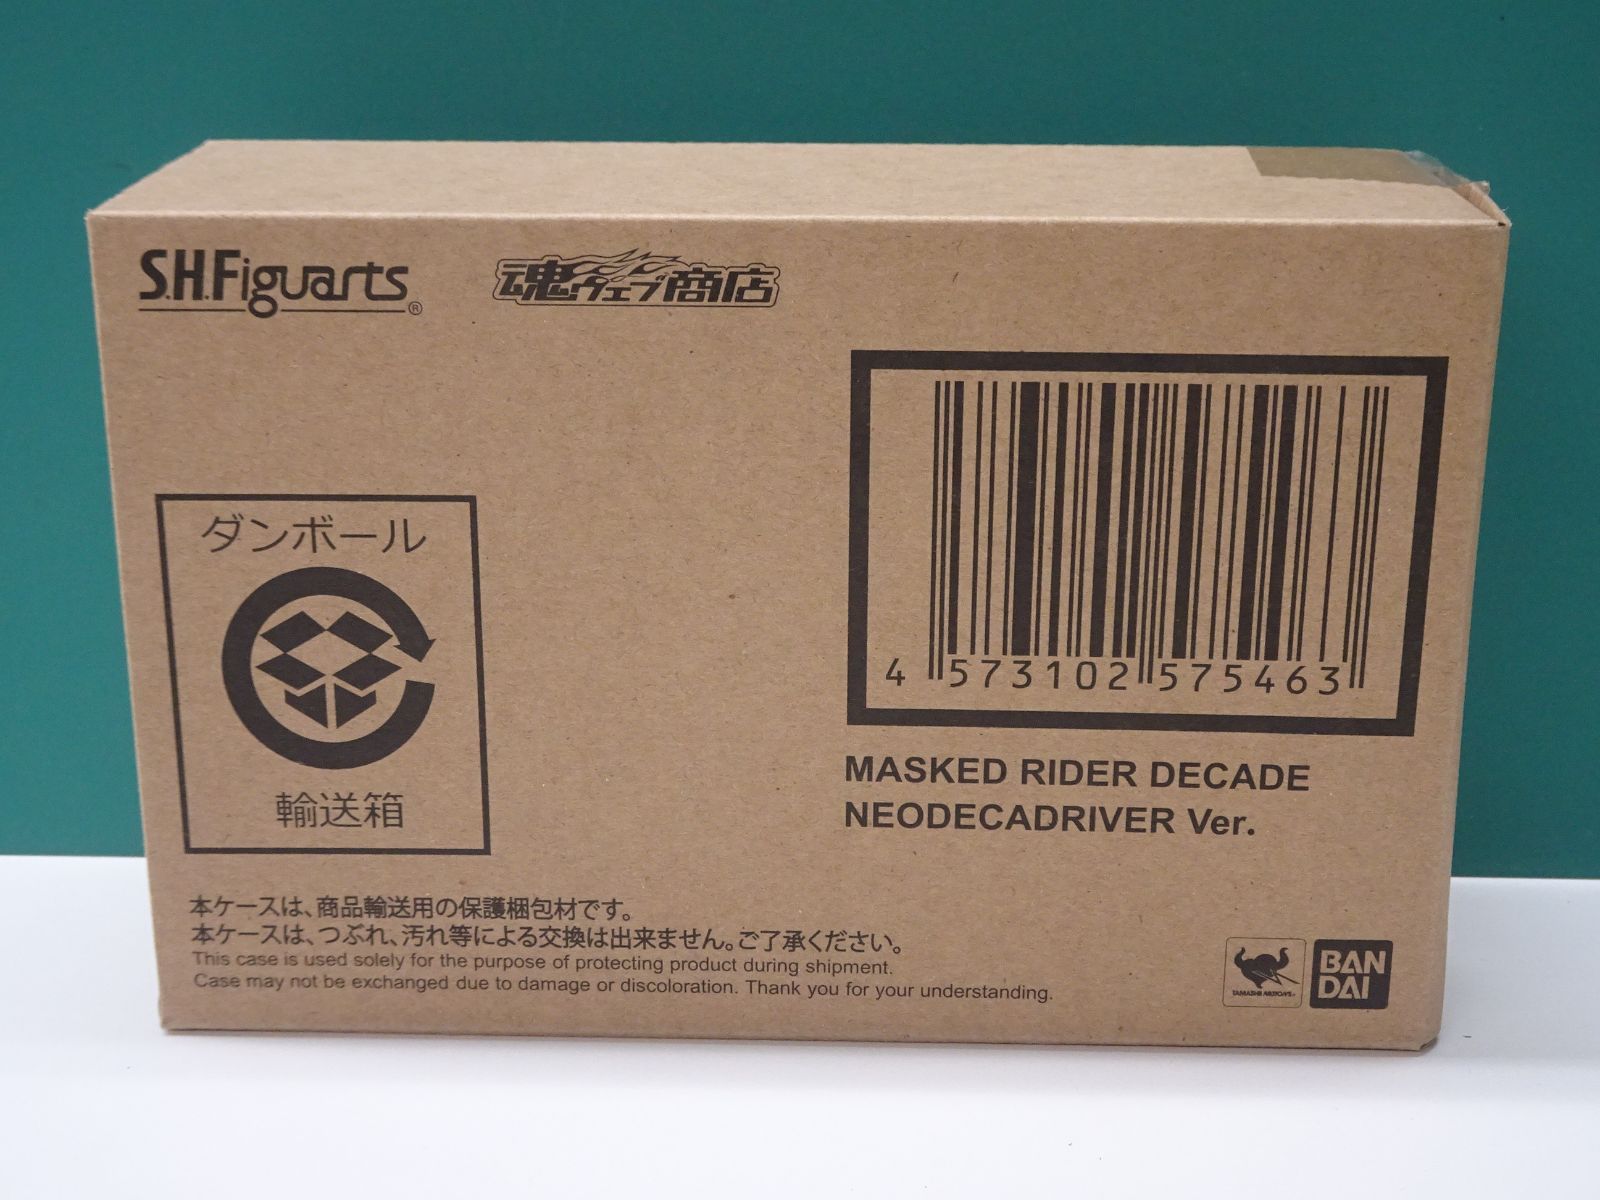 S.H.Figuarts®
魂ウェブ商店
4 573102 575463
MASKED RIDER DECADE
NEODECADRIVER Ver.
ダンボール
輸送箱
本ケースは、商品輸送用の保護梱包材です。
本ケースは、つぶれ、汚れ等による交換は出来ません。ご了承ください。
This case is used solely for the purpose of protecting product during shipment.
Case may not be exchanged due to damage or discoloration. Thank you for your understanding.
TAMASHII NATIONS
BAN
DAI